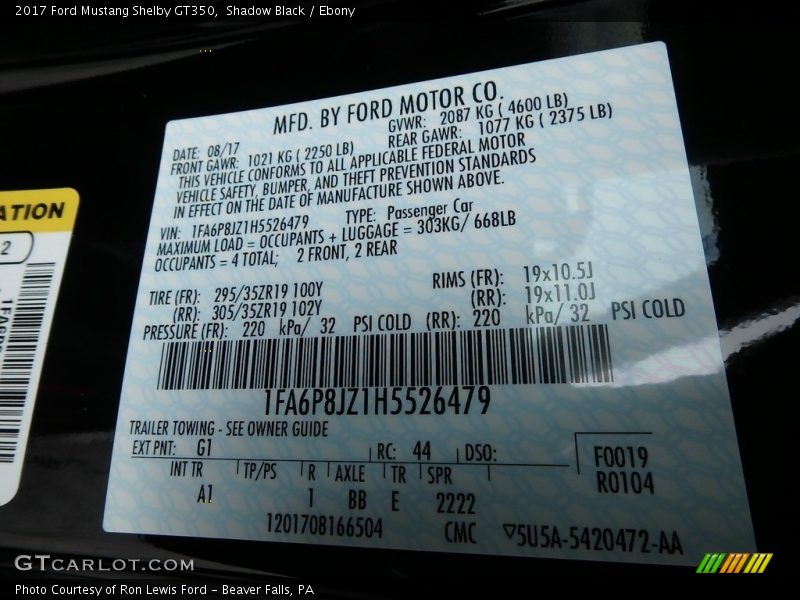 2017 Ford Mustang Shelby GT350,  Shadow Black / Ebony
MFD. BY FORD MOTOR CO.
DATE: 08/17
GVWR: 2087 KG ( 4600 LB)
FRONT GAWR: 1021 KG ( 2250 LB)
REAR GAWR: 1077 KG ( 2375 LB)
THIS VEHICLE CONFORMS TO ALL APPLICABLE FEDERAL MOTOR
VEHICLE SAFETY, BUMPER, AND THEFT PREVENTION STANDARDS
IN EFFECT ON THE DATE OF MANUFACTURE SHOWN ABOVE.
VIN: 1FA6P8JZ1H5526479
TYPE: Passenger Car
MAXIMUM LOAD = OCCUPANTS + LUGGAGE = 303KG/ 668LB
OCCUPANTS = 4 TOTAL; 2 FRONT, 2 REAR
TIRE (FR): 295/35ZR19 100Y RIMS (FR): 19x10.5J
(RR): 305/35ZR19 102Y (RR): 19x11.0J
PRESSURE (FR): 220 kPa/ 32 PSI COLD (RR): 220 kPa/ 32 PSI COLD
1FA6P8JZ1H5526479
TRAILER TOWING - SEE OWNER GUIDE
EXT PNT: G1 RC: 44 DSO:
F0019
R0104
INT TR TP/PS R AXLE TR SPR
A1 1 BB E 2222
1201708166504 CMC ▽5U5A-5420472-AA
ATION
2
GTCARLOT.COM
Photo Courtesy of Ron Lewis Ford - Beaver Falls, PA